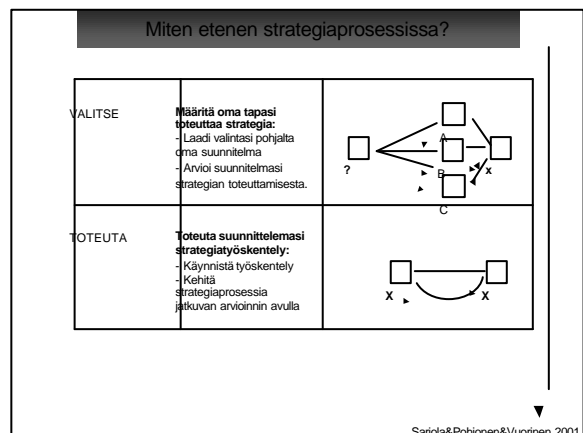 Miten etenen strategiaprosessissa?
VALITSE
Määritä oma tapasi
toteuttaa strategia:
- Laadi valintasi pohjalta
oma suunnitelma
- Arvioi suunnitelmasi
strategian toteuttamisesta.
?
A
B
C
x
TOTEUTA
Toteuta suunnittelemasi
strategiatyöskentely:
- Käynnistä työskentely
- Kehitä
strategiaprosessia
jatkuvan arvioinnin avulla
X
X
Sariola&Pohjonen&Vuorinen 2001